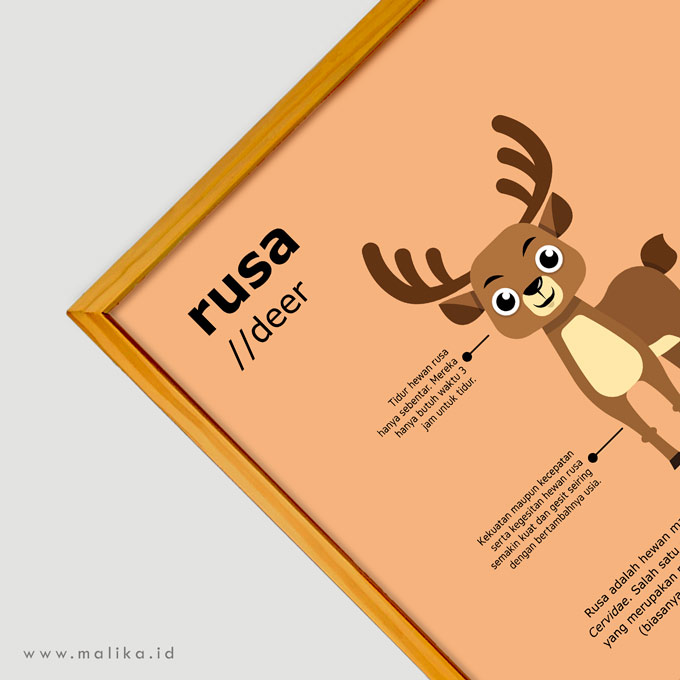 rusa
//deer
Tidur hewan rusa
hanya sebentar. Mereka
hanya butuh waktu 3
jam untuk tidur.
Kekuatan maupun kecepatan
serta kegesitan hewan rusa
semakin kuat dan gesit seiring
dengan bertambahnya usia.
Rusa adalah hewan
Cervidae. Salah satu
yang merupakan
(biasanya
www.malika.id